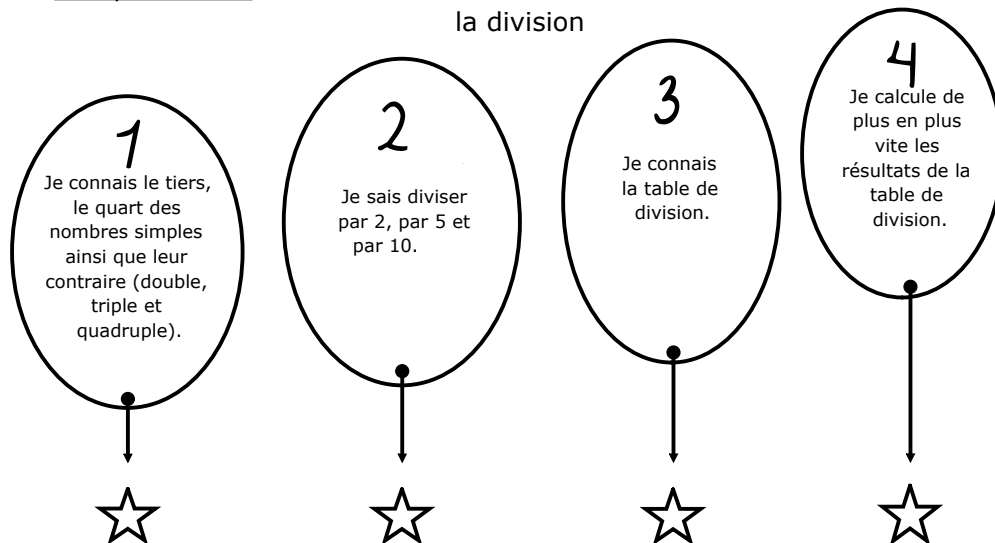 la division
1
Je connais le tiers,
le quart des
nombres simples
ainsi que leur
contraire (double,
triple et
quadruple).
2
Je sais diviser
par 2, par 5 et
par 10.
3
Je connais
la table de
division.
4
Je calcule de
plus en plus
vite les
résultats de la
table de
division.